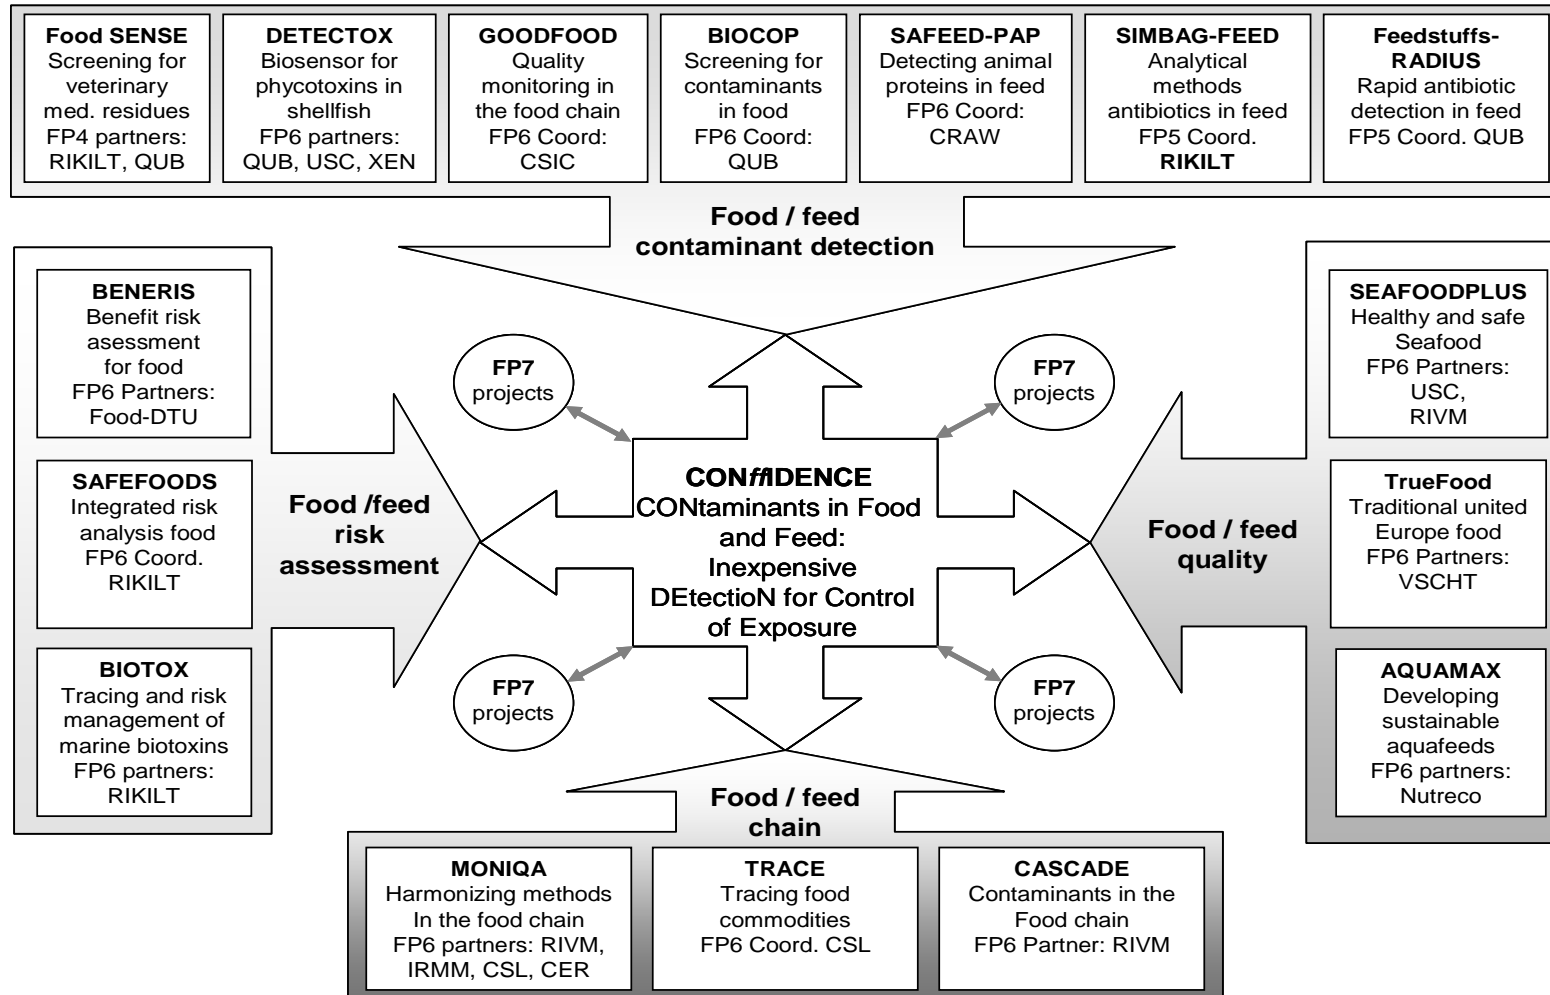 Food SENSE
Screening for
veterinary
med. residues
FP4 partners:
RIKILT, QUB
DETECTOX
Biosensor for
phycotoxins in
shellfish
FP6 partners:
QUB, USC, XEN
GOODFOOD
Quality
monitoring in
the food chain
FP6 Coord:
CSIC
BIOCOP
Screening for
contaminants
in food
FP6 Coord:
QUB
SAFEED-PAP
Detecting animal
proteins in feed
FP6 Coord:
CRAW
SIMBAG-FEED
Analytical
methods
antibiotics in feed
FP5 Coord.
RIKILT
Feedstuffs-
RADIUS
Rapid antibiotic
detection in feed
FP5 Coord. QUB
Food / feed
contaminant detection
BENERIS
Benefit risk
asessment
for food
FP6 Partners:
Food-DTU
SAFEFOODS
Integrated risk
analysis food
FP6 Coord.
RIKILT
BIOTOX
Tracing and risk
management of
marine biotoxins
FP6 partners:
RIKILT
Food /feed
risk
assessment
FP7
projects
FP7
projects
CONffIDENCE
CONtaminants in Food
and Feed:
Inexpensive
DEtectioN for Control
of Exposure
FP7
projects
FP7
projects
Food / feed
quality
SEAFOODPLUS
Healthy and safe
Seafood
FP6 Partners:
USC,
RIVM
TrueFood
Traditional united
Europe food
FP6 Partners:
VSCHT
AQUAMAX
Developing
sustainable
aquafeeds
FP6 partners:
Nutreco
Food / feed
chain
MONIQA
Harmonizing methods
In the food chain
FP6 partners: RIVM,
IRMM, CSL, CER
TRACE
Tracing food
commodities
FP6 Coord. CSL
CASCADE
Contaminants in the
Food chain
FP6 Partner: RIVM